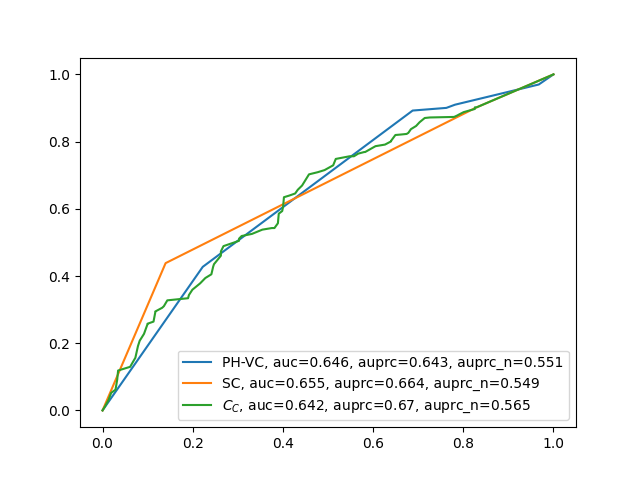 1.0
0.8
0.6
0.4
0.2
0.0
PH-VC, auc=0.646, auprc=0.643, auprc_n=0.551
SC, auc=0.655, auprc=0.664, auprc_n=0.549
C_C, auc=0.642, auprc=0.67, auprc_n=0.565
0.0 0.2 0.4 0.6 0.8 1.0